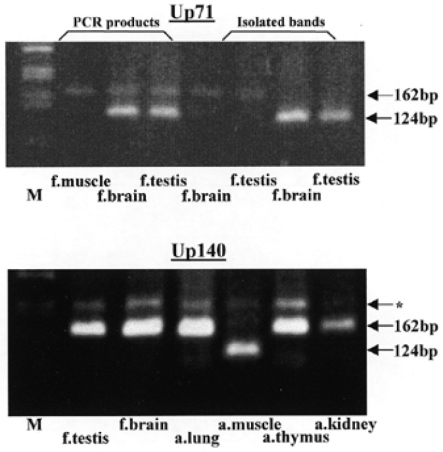 Up71
PCR products Isolated bands
162bp
124bp
f.muscle f.testis f.testis f.testis
M f.brain f.brain f.brain
Up140
*
162bp
124bp
M f.brain a.muscle a.kidney
f.testis a.lung a.thymus